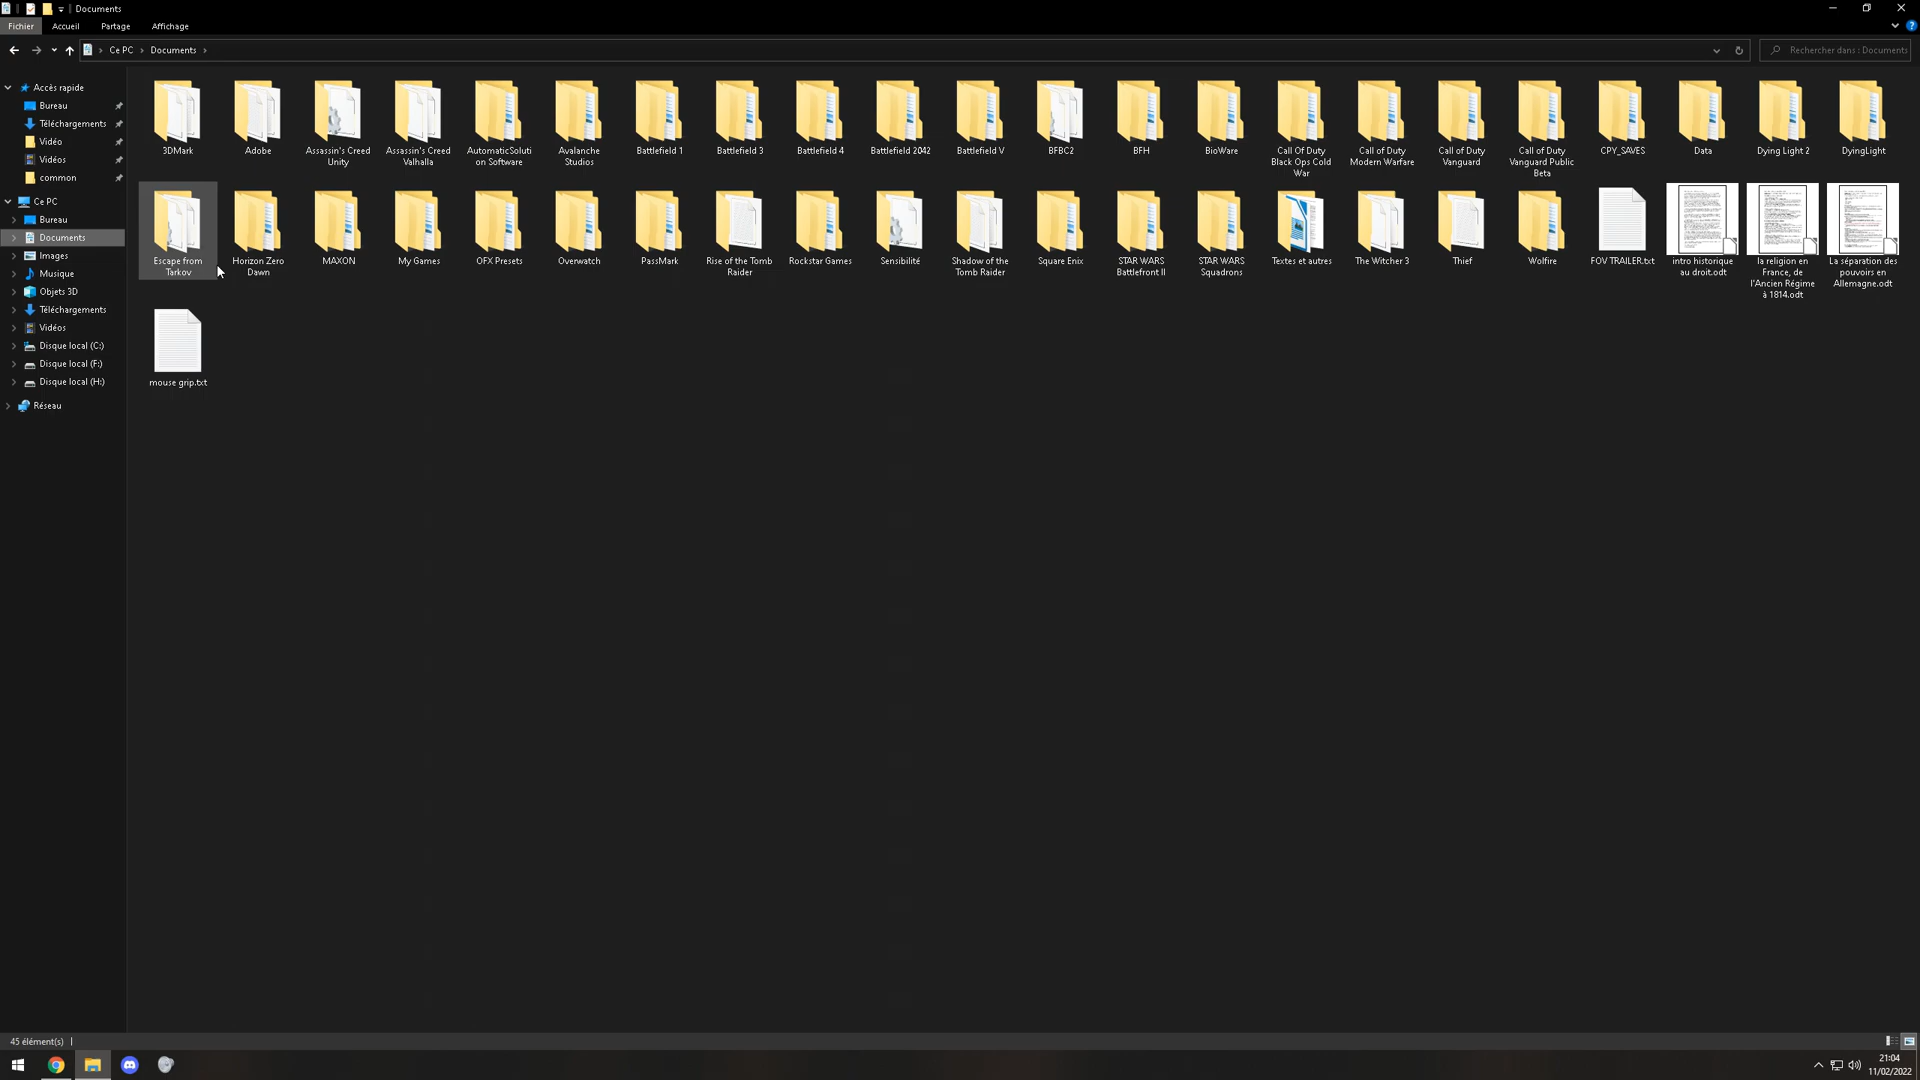 Documents
Fichier
Accueil
Partage
Affichage
Ce PC
Documents
Rechercher dans : Documents
Accès rapide
Bureau
Téléchargements
Vidéo
Vidéos
common
Ce PC
Bureau
Documents
Images
Musique
Objets 3D
Téléchargements
Vidéos
Disque local (C:)
Disque local (F:)
Disque local (H:)
Réseau
3DMark
Adobe
Assassin's Creed
Unity
Assassin's Creed
Valhalla
AutomaticSoluti
on Software
Avalanche
Studios
Battlefield 1
Battlefield 3
Battlefield 4
Battlefield 2042
Battlefield V
BFBC2
BFH
BioWare
Call Of Duty
Black Ops Cold
War
Call of Duty
Modern Warfare
Call of Duty
Vanguard
Call of Duty
Vanguard Public
Beta
CPY_SAVES
Data
Dying Light 2
DyingLight
Escape from
Tarkov
Horizon Zero
Dawn
MAXON
My Games
OFX Presets
Overwatch
PassMark
Rise of the Tomb
Raider
Rockstar Games
Sensibilité
Shadow of the
Tomb Raider
Square Enix
STAR WARS
Battlefront II
STAR WARS
Squadrons
Textes et autres
The Witcher 3
Thief
Wolfire
FOV TRAILER.txt
intro historique
au droit.odt
la religion en
France, de
l'Ancien Régime
à 1814.odt
La séparation des
pouvoirs en
Allemagne.odt
mouse grip.txt
45 élément(s)
21:04
11/02/2022